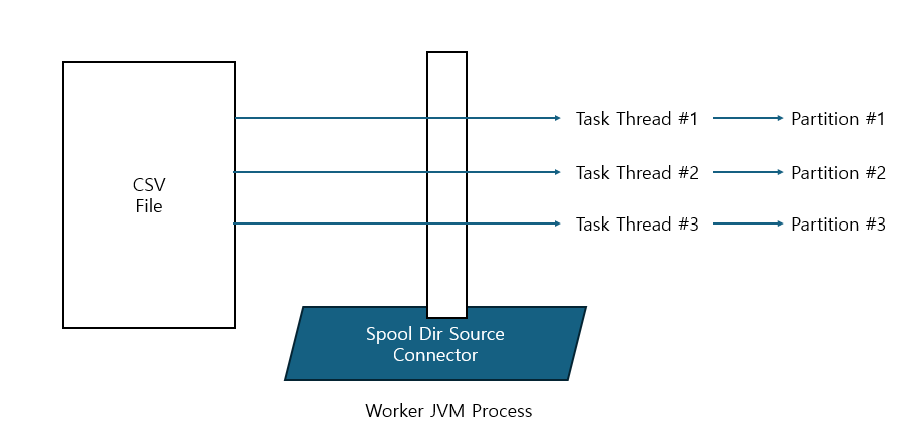 CSV
File
Task Thread #1
Partition #1
Task Thread #2
Partition #2
Task Thread #3
Partition #3
Spool Dir Source
Connector
Worker JVM Process